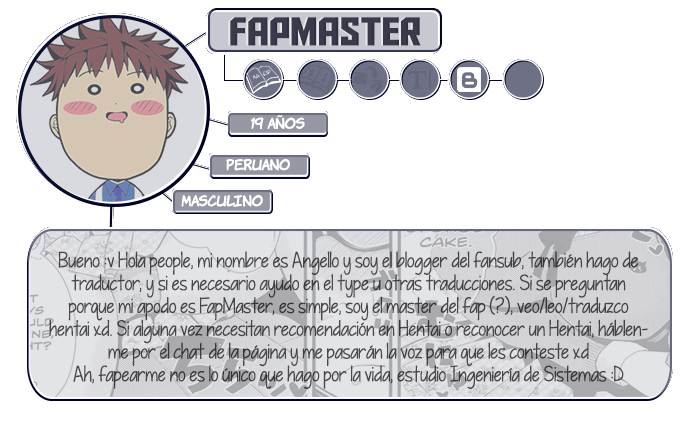 FAPMASTER
19 AÑOS
PERUANO
MASCULINO
CAKE.
Bueno :v Hola people, mi nombre es Angello y soy el blogger del fansub, también hago de
traductor, y si es necesario ayudo en el type u otras traducciones. Si se preguntan
porque mi apodo es FapMaster, es simple, soy el master del fap (?), veo/leo/traduzco
hentai xd. Si alguna vez necesitan recomendación en Hentai o reconocer un Hentai, háblen-
me por el chat de la página y me pasarán la voz para que les conteste x.d
Ah, fapearme no es lo único que hago por la vida, estudio Ingeniería de Sistemas :D